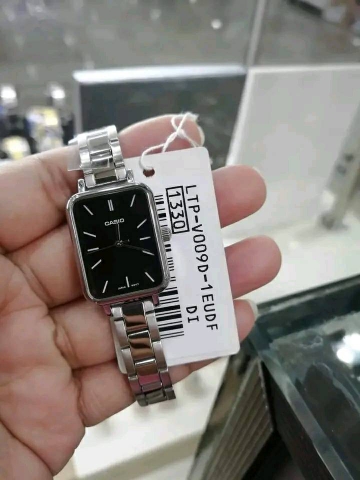 CASIO
LTP-V009D-1EUDF
1330
DI